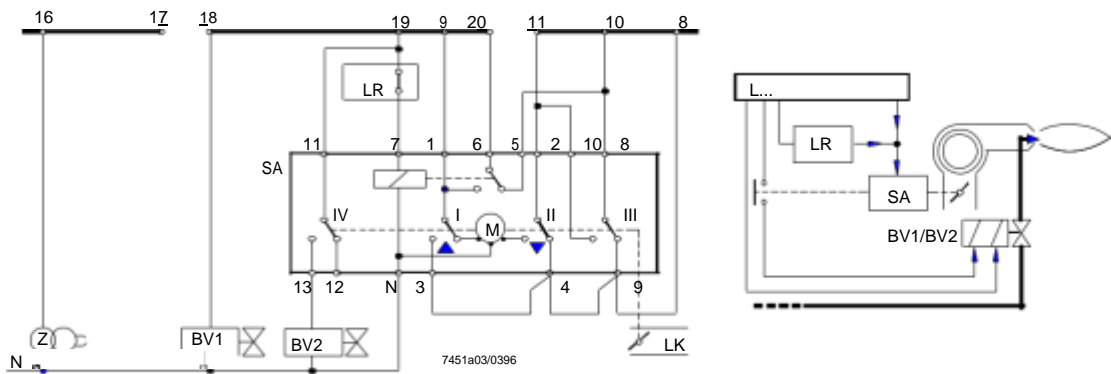 16 17 18 19 9 20 11 10 8
LR
11 7 1 6 5 2 10 8
SA
IV I M II III
13 12 N 3 4 9
Z BV1 BV2 LK
7451a03/0396
N
L...
LR
SA
BV1/BV2